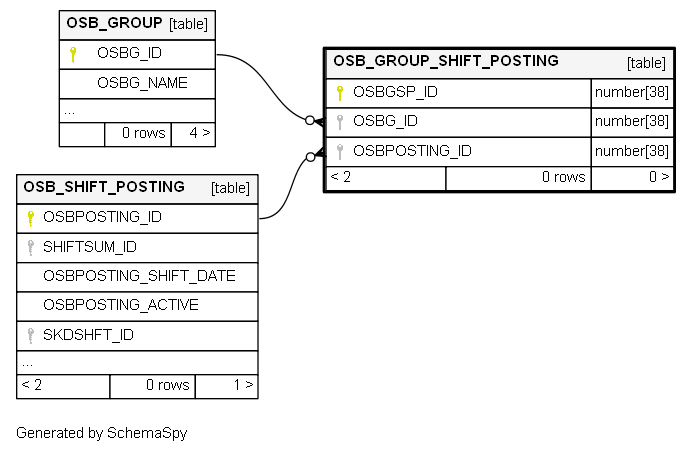 OSB_GROUP [table]
OSBG_ID
OSBG_NAME
...
0 rows 4 >
OSB_GROUP_SHIFT_POSTING [table]
OSBGSP_ID number[38]
OSBG_ID number[38]
OSBPOSTING_ID number[38]
< 2 0 rows 0 >
OSB_SHIFT_POSTING [table]
OSBPOSTING_ID
SHIFTSUM_ID
OSBPOSTING_SHIFT_DATE
OSBPOSTING_ACTIVE
SKDSHFT_ID
...
< 2 0 rows 1 >
Generated by SchemaSpy